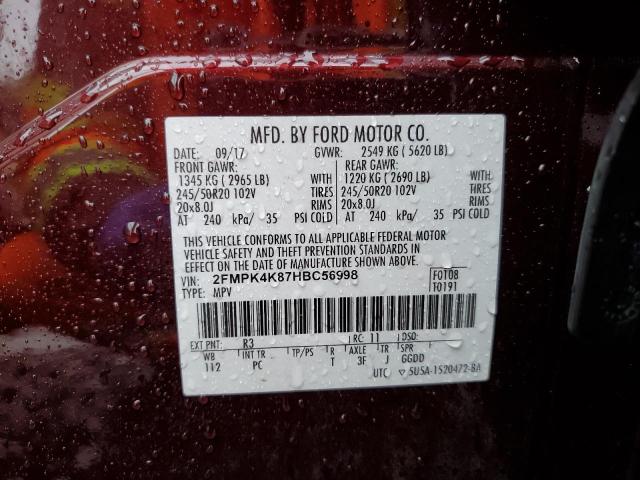 MFD. BY FORD MOTOR CO.
DATE: 09/17 GVWR: 2549 KG ( 5620 LB)
FRONT GAWR: REAR GAWR:
1345 KG ( 2965 LB) WITH 1220 KG ( 2690 LB) WITH
245/50R20 102V TIRES 245/50R20 102V TIRES
20x8.0J RIMS 20x8.0J RIMS
AT 240 kPa/ 35 PSI COLD AT 240 kPa/ 35 PSI COLD
THIS VEHICLE CONFORMS TO ALL APPLICABLE FEDERAL MOTOR
VEHICLE SAFETY AND THEFT PREVENTION STANDARDS IN
EFFECT ON THE DATE OF MANUFACTURE SHOWN ABOVE.
VIN: 2FMPK4K87HBC56998 F0T08
TYPE: MPV T0191
EXT PNT: R3 RC: 11 DSO:
WB INT TR TP/PS R AXLE TR SPR
112 PC T 3F J GGDD
UTC ▽ 5USA-1520472-BA